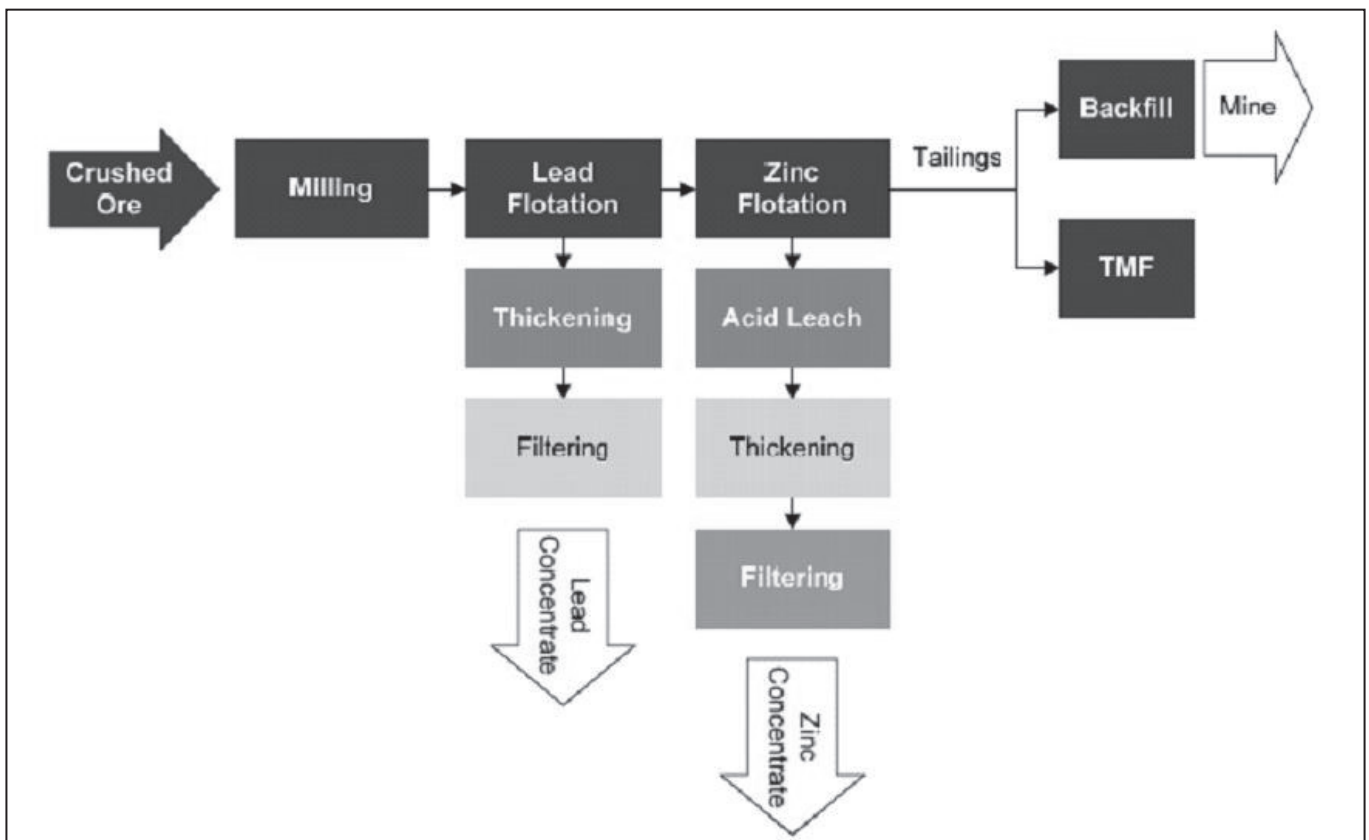 Crushed
Ore
Milling
Lead
Flotation
Zinc
Flotation
Tailings
Backfill
Mine
TMF
Thickening
Acid Leach
Filtering
Thickening
Filtering
Lead
Concentrate
Zinc
Concentrate